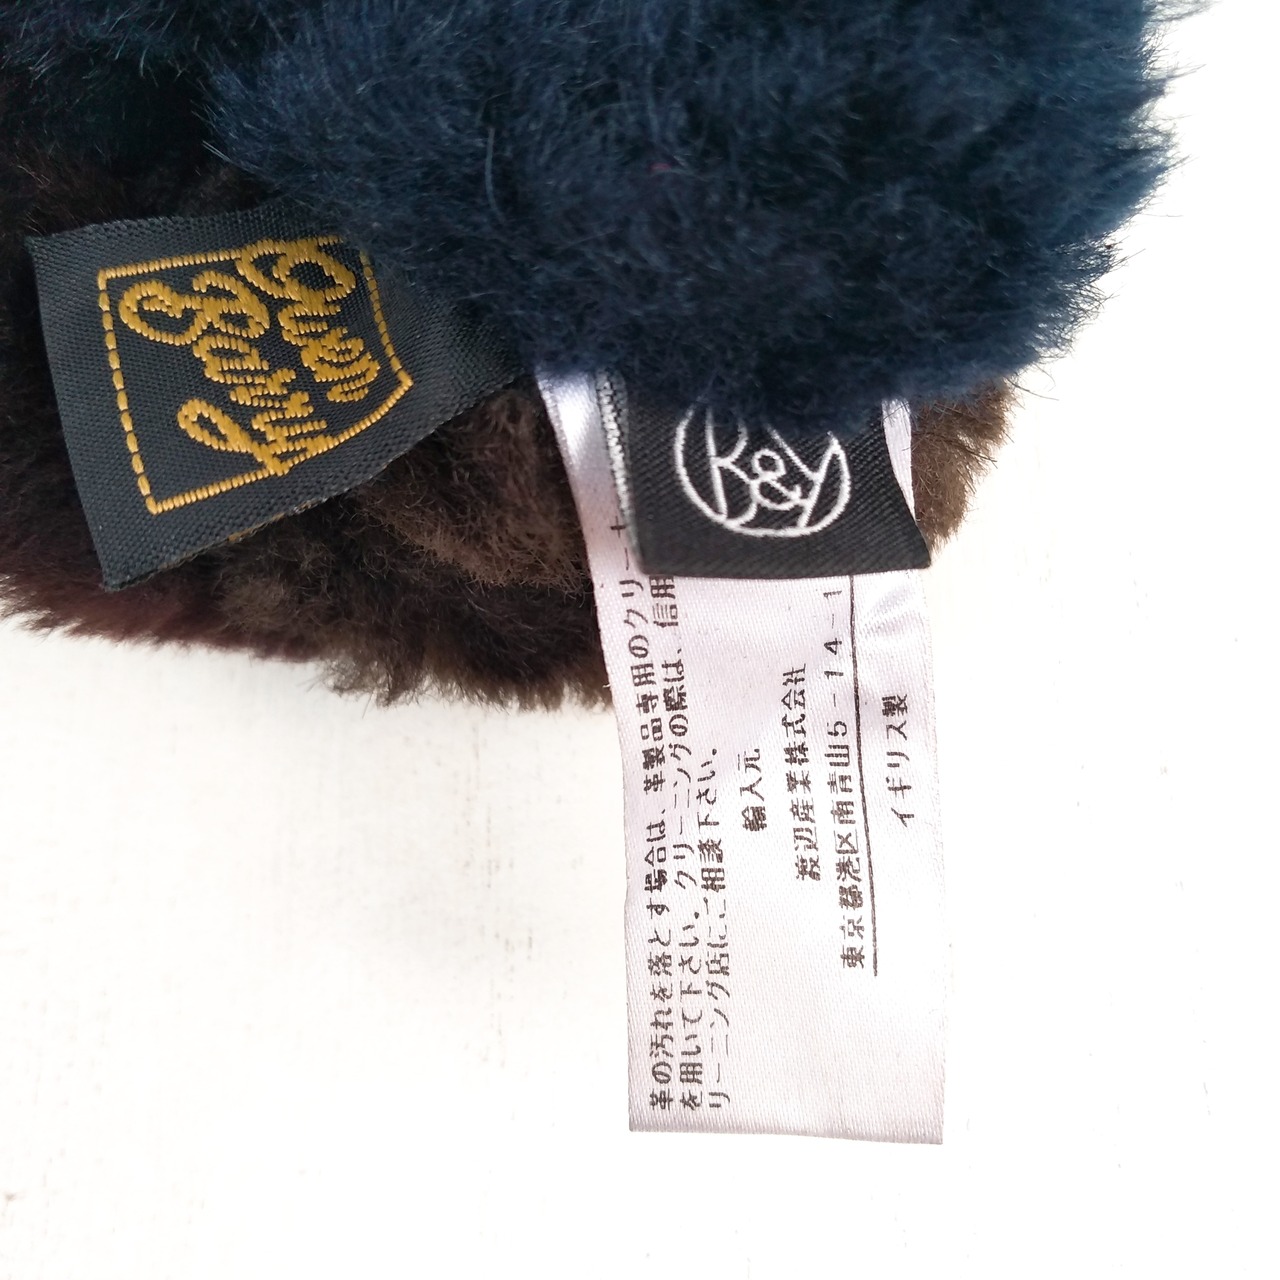 Owen
Barry
B&Y
革の汚れを落とす場合は、革製品専用のクリーナ
を用いて下さい。クリーニングの際は、信用
リーニング店にご相談下さい。
輸入元
渡辺産業株式会社
東京都港区南青山5-14-1
イギリス製